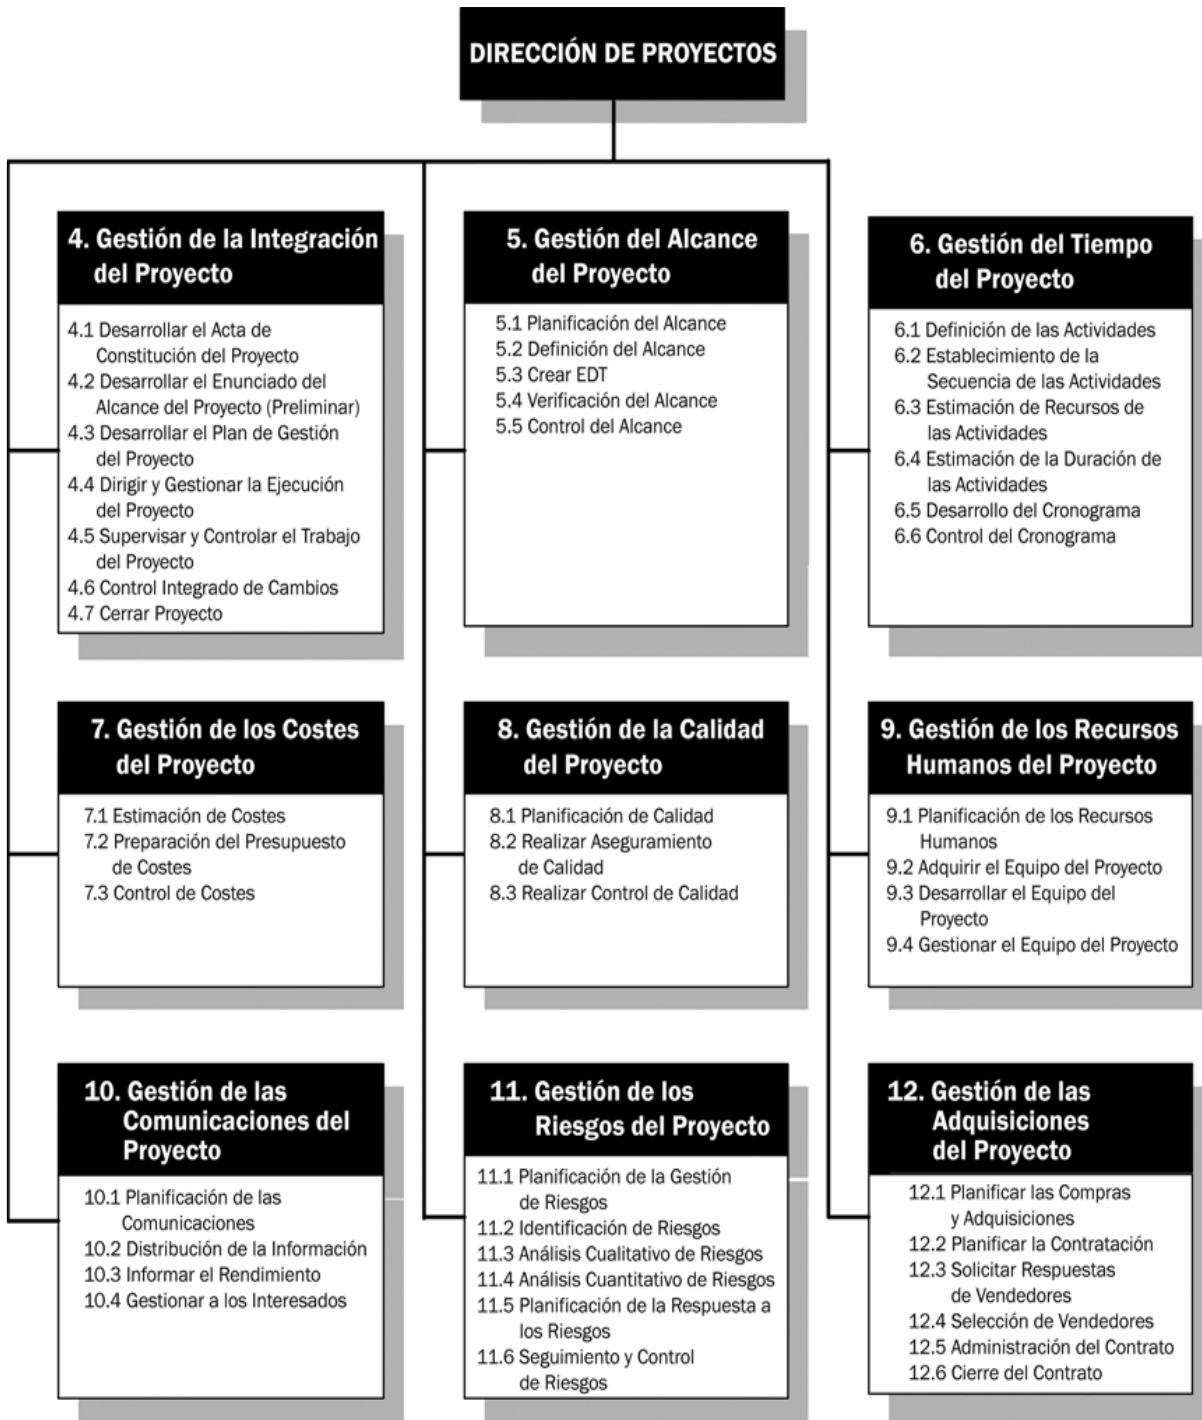 DIRECCIÓN DE PROYECTOS
4. Gestión de la Integración
del Proyecto
4.1 Desarrollar el Acta de
Constitución del Proyecto
4.2 Desarrollar el Enunciado del
Alcance del Proyecto (Preliminar)
4.3 Desarrollar el Plan de Gestión
del Proyecto
4.4 Dirigir y Gestionar la Ejecución
del Proyecto
4.5 Supervisar y Controlar el Trabajo
del Proyecto
4.6 Control Integrado de Cambios
4.7 Cerrar Proyecto
5. Gestión del Alcance
del Proyecto
5.1 Planificación del Alcance
5.2 Definición del Alcance
5.3 Crear EDT
5.4 Verificación del Alcance
5.5 Control del Alcance
6. Gestión del Tiempo
del Proyecto
6.1 Definición de las Actividades
6.2 Establecimiento de la
Secuencia de las Actividades
6.3 Estimación de Recursos de
las Actividades
6.4 Estimación de la Duración de
las Actividades
6.5 Desarrollo del Cronograma
6.6 Control del Cronograma
7. Gestión de los Costes
del Proyecto
7.1 Estimación de Costes
7.2 Preparación del Presupuesto
de Costes
7.3 Control de Costes
8. Gestión de la Calidad
del Proyecto
8.1 Planificación de Calidad
8.2 Realizar Aseguramiento
de Calidad
8.3 Realizar Control de Calidad
9. Gestión de los Recursos
Humanos del Proyecto
9.1 Planificación de los Recursos
Humanos
9.2 Adquirir el Equipo del Proyecto
9.3 Desarrollar el Equipo del
Proyecto
9.4 Gestionar el Equipo del Proyecto
10. Gestión de las
Comunicaciones del
Proyecto
10.1 Planificación de las
Comunicaciones
10.2 Distribución de la Información
10.3 Informar el Rendimiento
10.4 Gestionar a los Interesados
11. Gestión de los
Riesgos del Proyecto
11.1 Planificación de la Gestión
de Riesgos
11.2 Identificación de Riesgos
11.3 Análisis Cualitativo de Riesgos
11.4 Análisis Cuantitativo de Riesgos
11.5 Planificación de la Respuesta a
los Riesgos
11.6 Seguimiento y Control
de Riesgos
12. Gestión de las
Adquisiciones
del Proyecto
12.1 Planificar las Compras
y Adquisiciones
12.2 Planificar la Contratación
12.3 Solicitar Respuestas
de Vendedores
12.4 Selección de Vendedores
12.5 Administración del Contrato
12.6 Cierre del Contrato